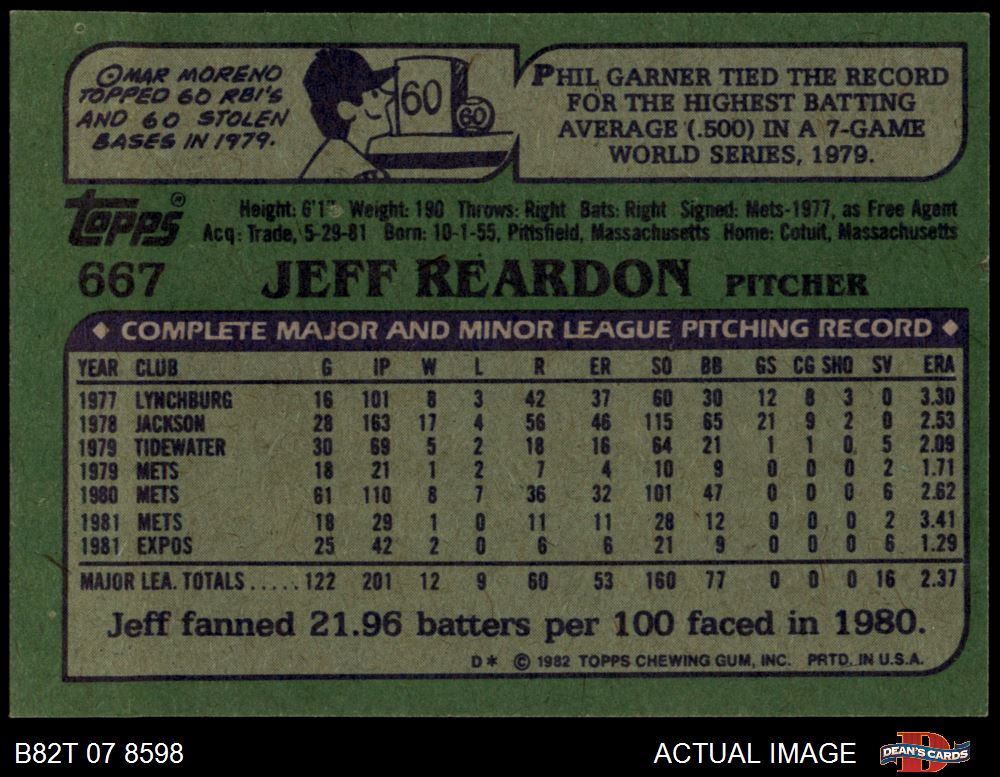 OMAR MORENO
TOPPED 60 RBI'S
AND 60 STOLEN
BASES IN 1979.
60
60
PHIL GARNER TIED THE RECORD
FOR THE HIGHEST BATTING
AVERAGE (.500) IN A 7-GAME
WORLD SERIES, 1979.
Topps®
Height: 6'1" Weight: 190 Throws: Right Bats: Right Signed: Mets-1977, as Free Agent
Acq: Trade, 5-29-81 Born: 10-1-55, Pittsfield, Massachusetts Home: Cotuit, Massachusetts
667 JEFF REARDON PITCHER
◆ COMPLETE MAJOR AND MINOR LEAGUE PITCHING RECORD ◆
YEAR CLUB G IP W L R ER SO BB GS CG SHO SV ERA
1977 LYNCHBURG 16 101 8 3 42 37 60 30 12 8 3 0 3.30
1978 JACKSON 28 163 17 4 56 46 115 65 21 9 2 0 2.53
1979 TIDEWATER 30 69 5 2 18 16 64 21 1 1 0 5 2.09
1979 METS 18 21 1 2 7 4 10 9 0 0 0 2 1.71
1980 METS 61 110 8 7 36 32 101 47 0 0 0 6 2.62
1981 METS 18 29 1 0 11 11 28 12 0 0 0 2 3.41
1981 EXPOS 25 42 2 0 6 6 21 9 0 0 0 6 1.29
MAJOR LEA. TOTALS ..... 122 201 12 9 60 53 160 77 0 0 0 16 2.37
Jeff fanned 21.96 batters per 100 faced in 1980.
D* © 1982 TOPPS CHEWING GUM, INC. PRTD. IN U.S.A.
B82T 07 8598
ACTUAL IMAGE
DEAN'S CARDS